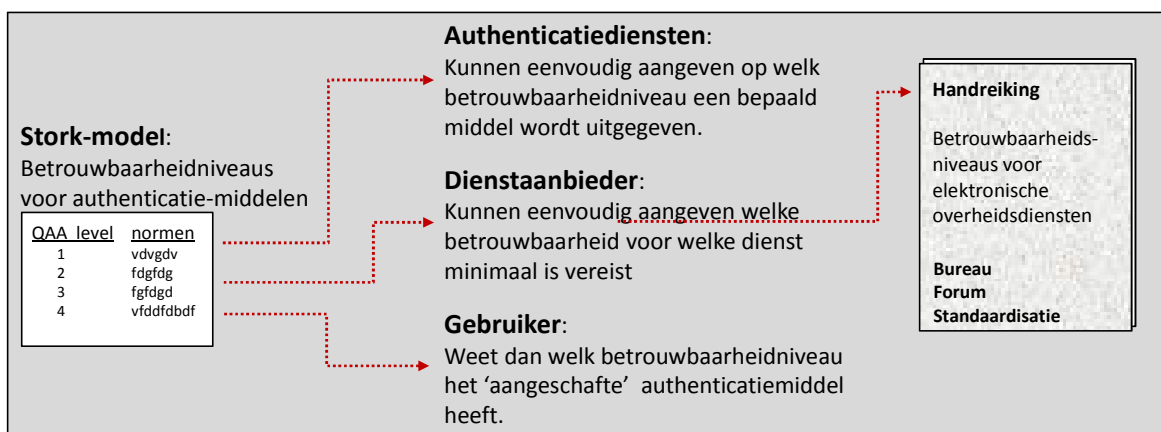 Stork-model:
Betrouwbaarheidniveaus
voor authenticatie-middelen
QAA level normen
1 vdvgdv
2 fdgfdg
3 fgfdgd
4 vfddfdbdf
Authenticatiediensten:
Kunnen eenvoudig aangeven op welk
betrouwbaarheidniveau een bepaald
middel wordt uitgegeven.
Dienstaanbieder:
Kunnen eenvoudig aangeven welke
betrouwbaarheid voor welke dienst
minimaal is vereist
Gebruiker:
Weet dan welk betrouwbaarheidniveau
het ‘aangeschafte’ authenticatiemiddel
heeft.
Handreiking
Betrouwbaarheids-
niveaus voor
elektronische
overheidsdiensten
Bureau
Forum
Standaardisatie